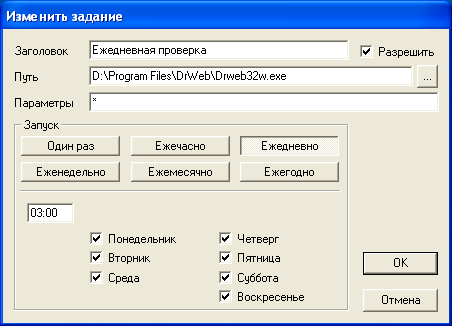 Изменить задание
Заголовок Ежедневная проверка Разрешить
Путь D:\Program Files\DrWeb\Drweb32w.exe ...
Параметры *
Запуск
Один раз Ежечасно Ежедневно
Еженедельно Ежемесячно Ежегодно
03:00
Понедельник Четверг
Вторник Пятница
Среда Суббота
Воскресенье
OK
Отмена